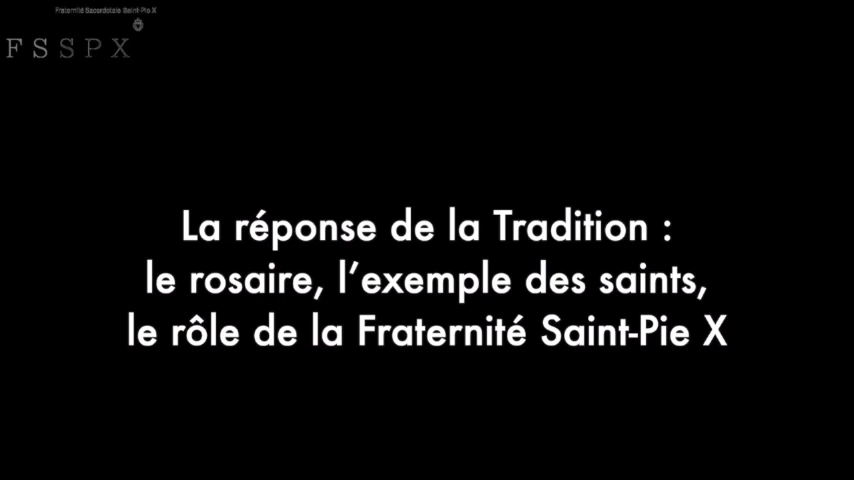 Fraternité Sacerdotale Saint-Pie X
FSSPX
La réponse de la Tradition :
le rosaire, l’exemple des saints,
le rôle de la Fraternité Saint-Pie X